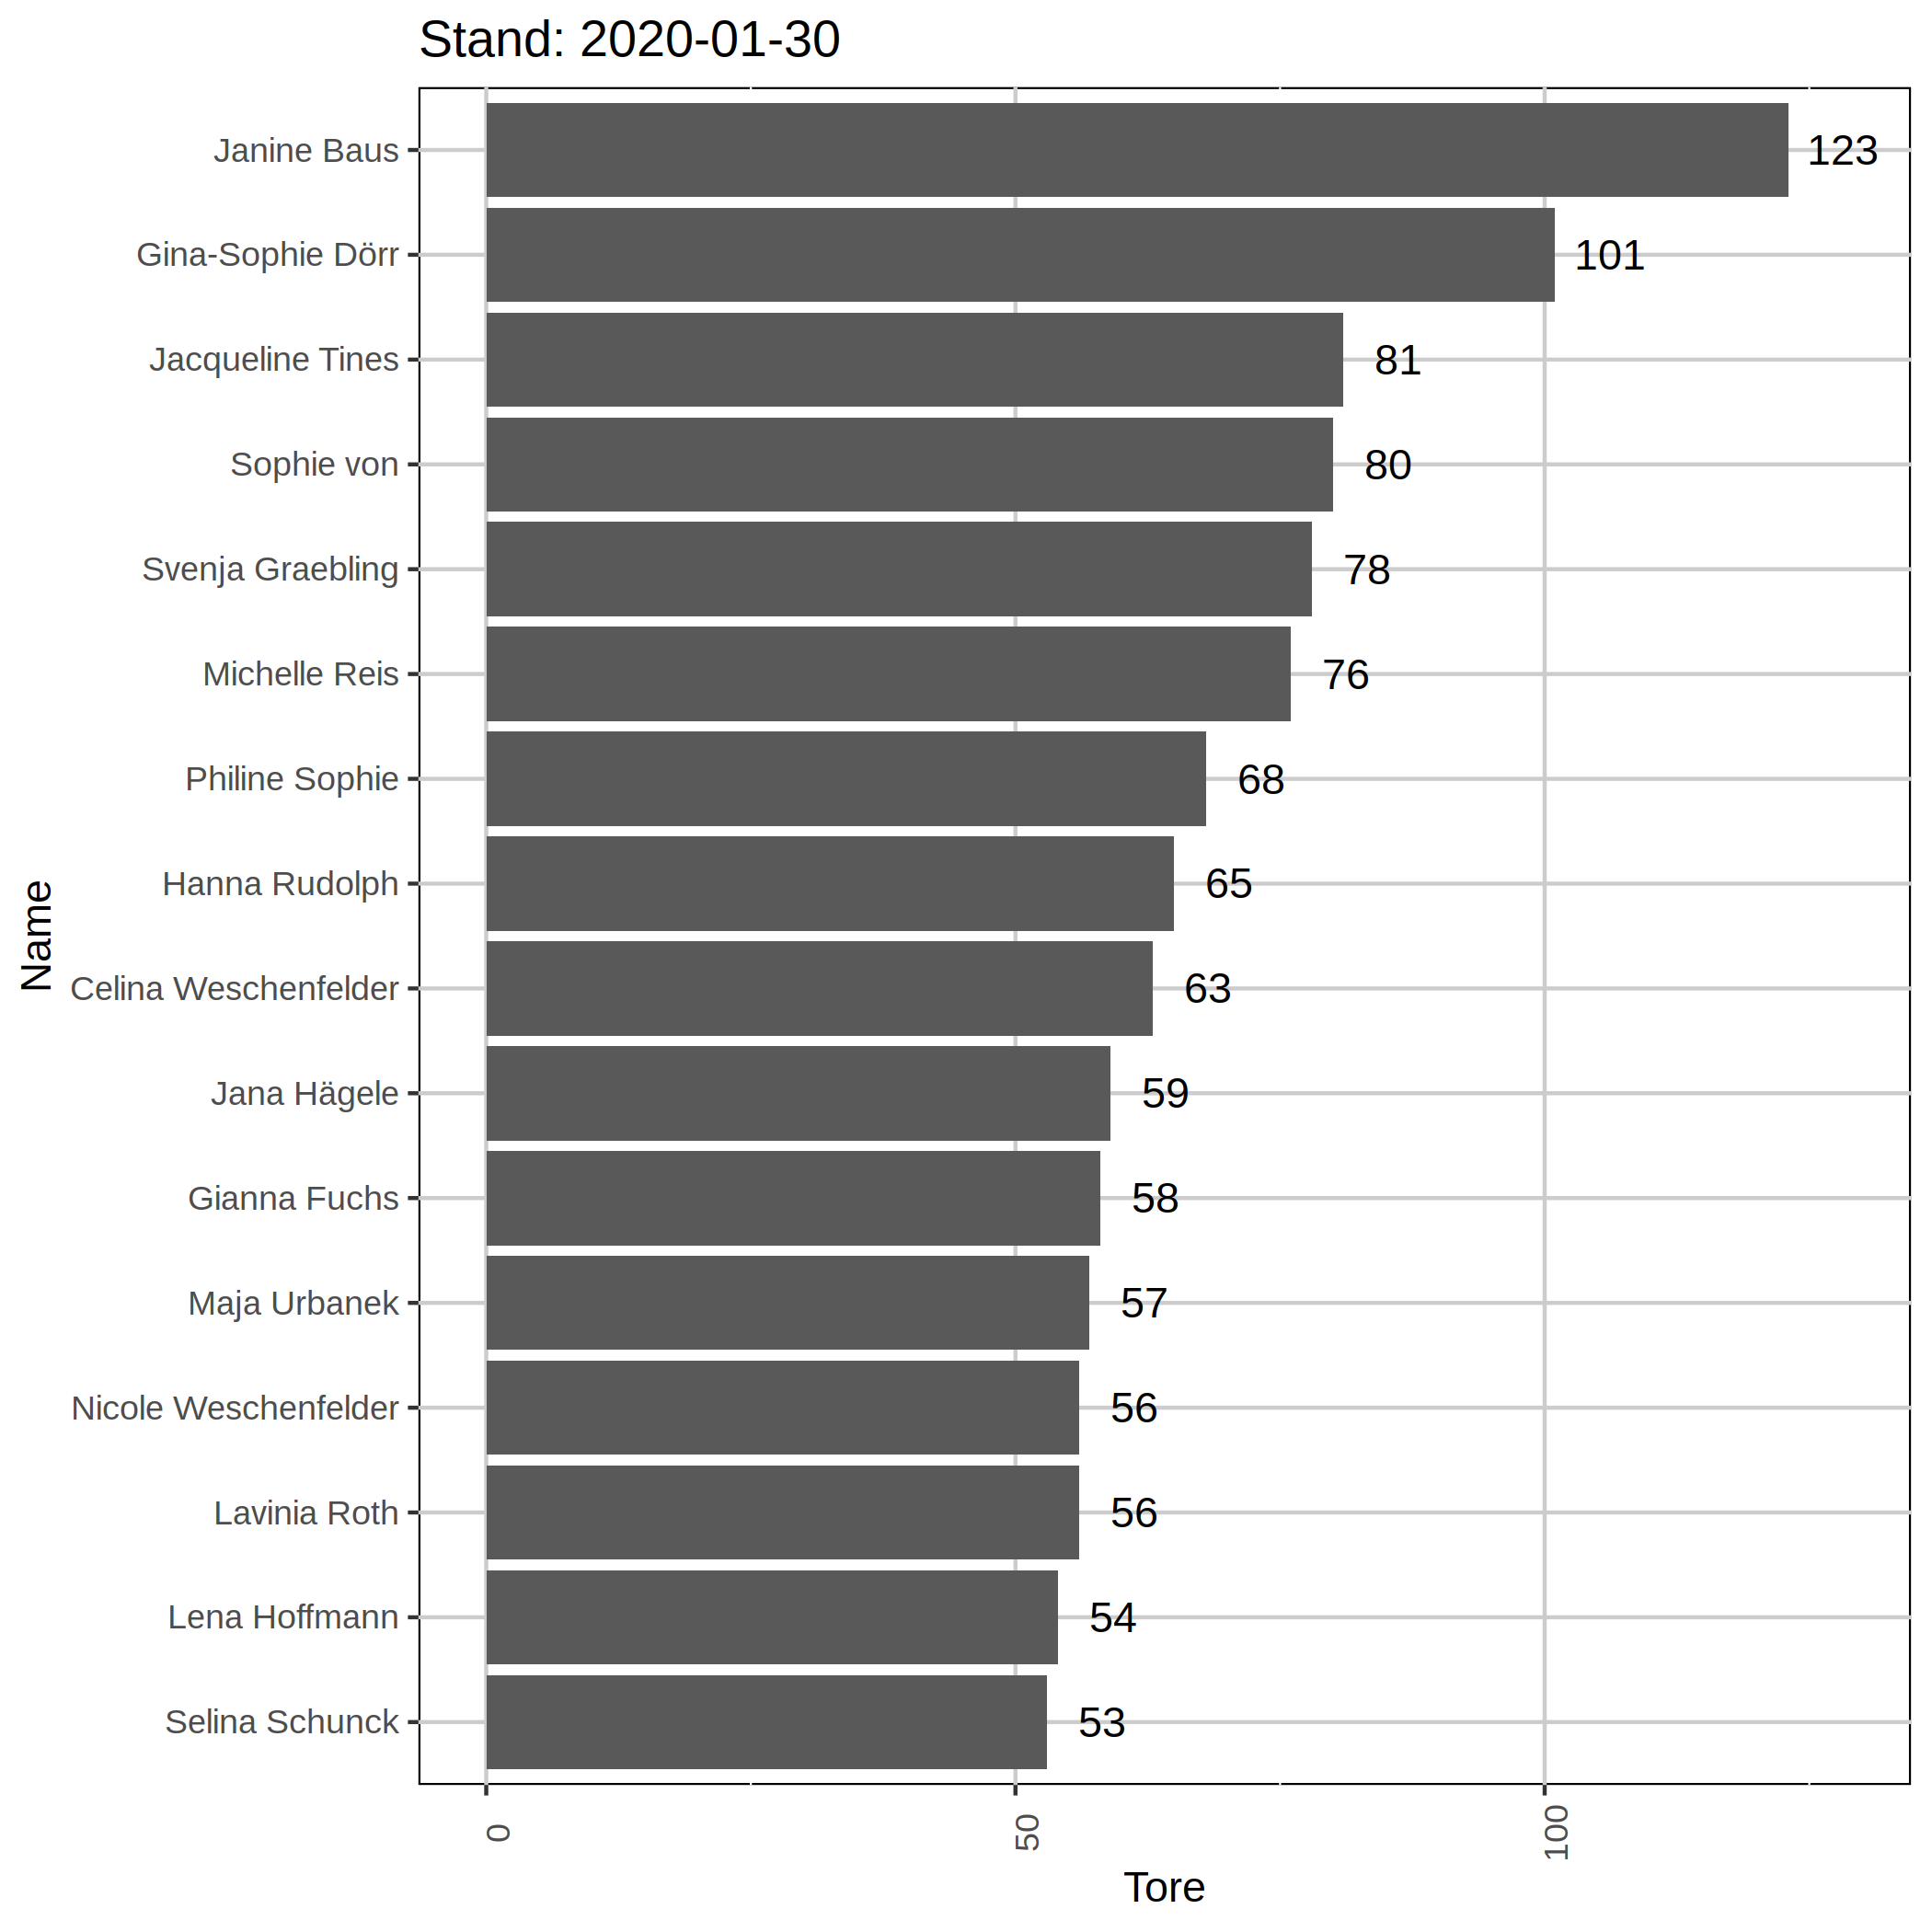 Stand: 2020-01-30
Janine Baus 123
Gina-Sophie Dörr 101
Jacqueline Tines 81
Sophie von 80
Svenja Graebling 78
Michelle Reis 76
Philine Sophie 68
Hanna Rudolph 65
Celina Weschenfelder 63
Jana Hägele 59
Gianna Fuchs 58
Maja Urbanek 57
Nicole Weschenfelder 56
Lavinia Roth 56
Lena Hoffmann 54
Selina Schunck 53
Name
0 50 100
Tore